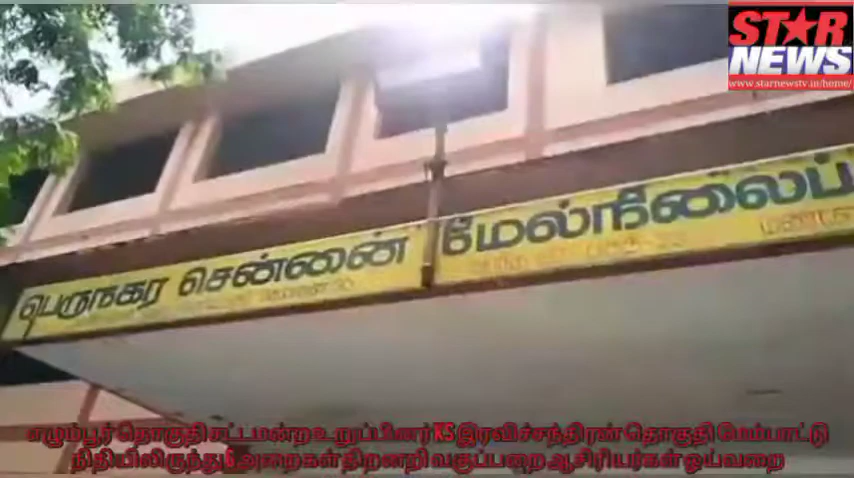 STAR
NEWS
www.starnewstv.in/home/
பெருநகர சென்னை மேல்நிலைப்
எழும்பூர் தொகுதி சட்டமன்ற உறுப்பினர் KS இரவிச்சந்திரன் தொகுதி மேம்பாட்டு
நிதியிலிருந்து 6 அறைகள் திறனறி வகுப்பறை ஆசிரியர்கள் ஓய்வறை